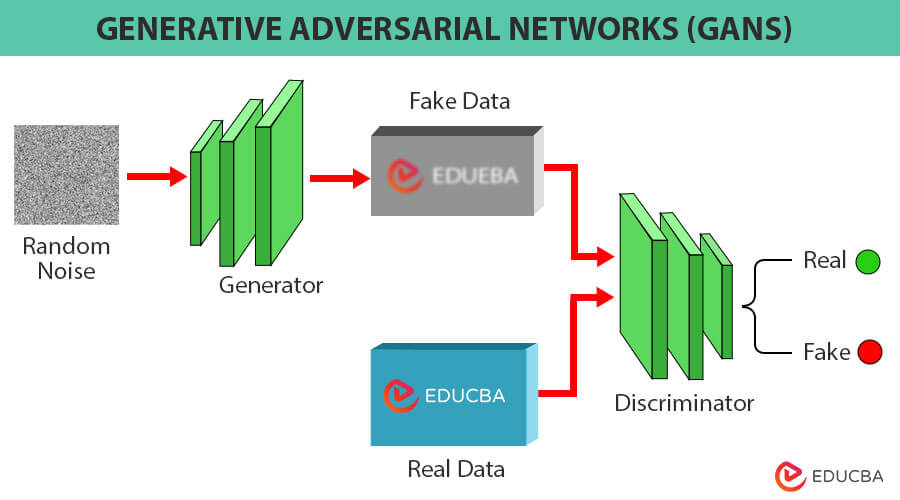 GENERATIVE ADVERSARIAL NETWORKS (GANS)
Fake Data
EDUEBA
Random
Noise
Generator
Real
Fake
EDUCBA
Discriminator
Real Data
EDUCBA